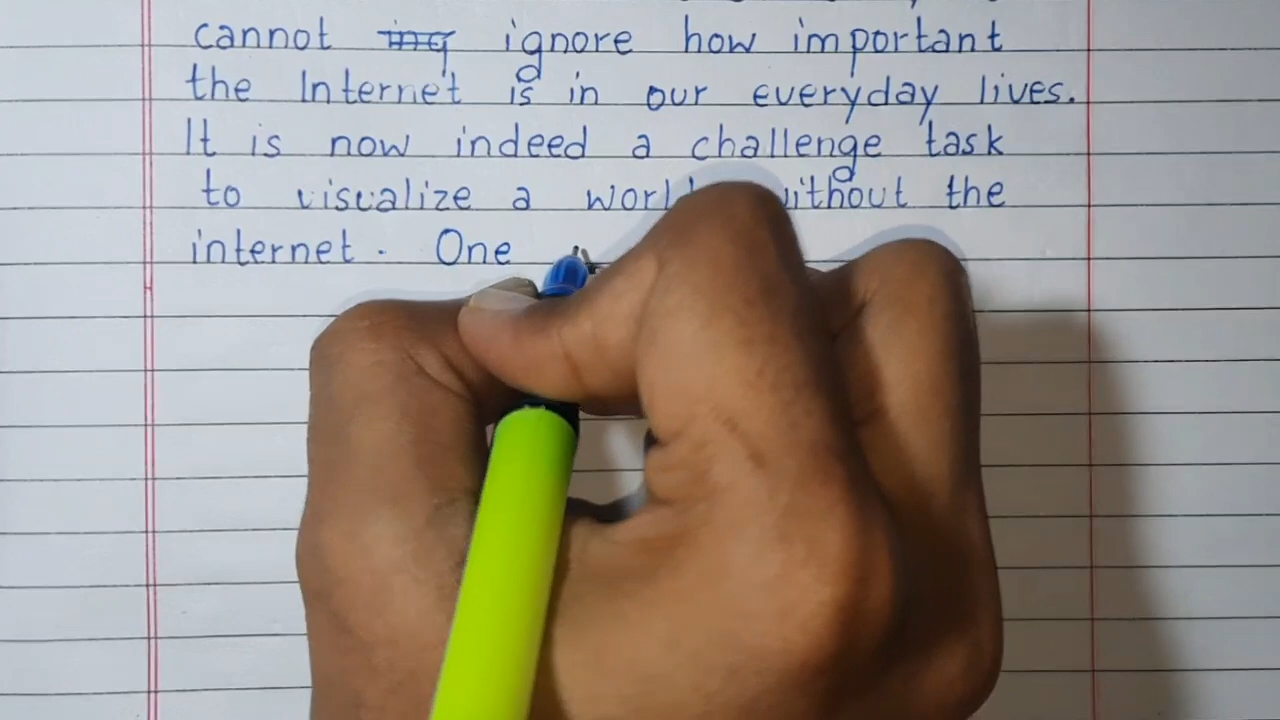 cannot ignore how important
the Internet is in our everyday lives.
It is now indeed a challenge task
to visualize a without the
internet. One